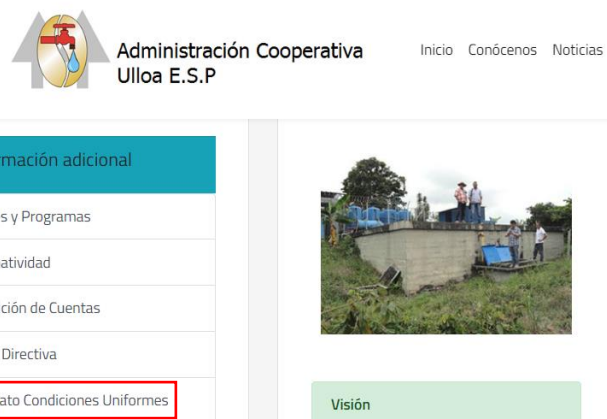 Administración Cooperativa
Ulloa E.S.P
Inicio Conócenos Noticias
rmación adicional
s y Programas
atividad
ción de Cuentas
Directiva
ato Condiciones Uniformes
Visión